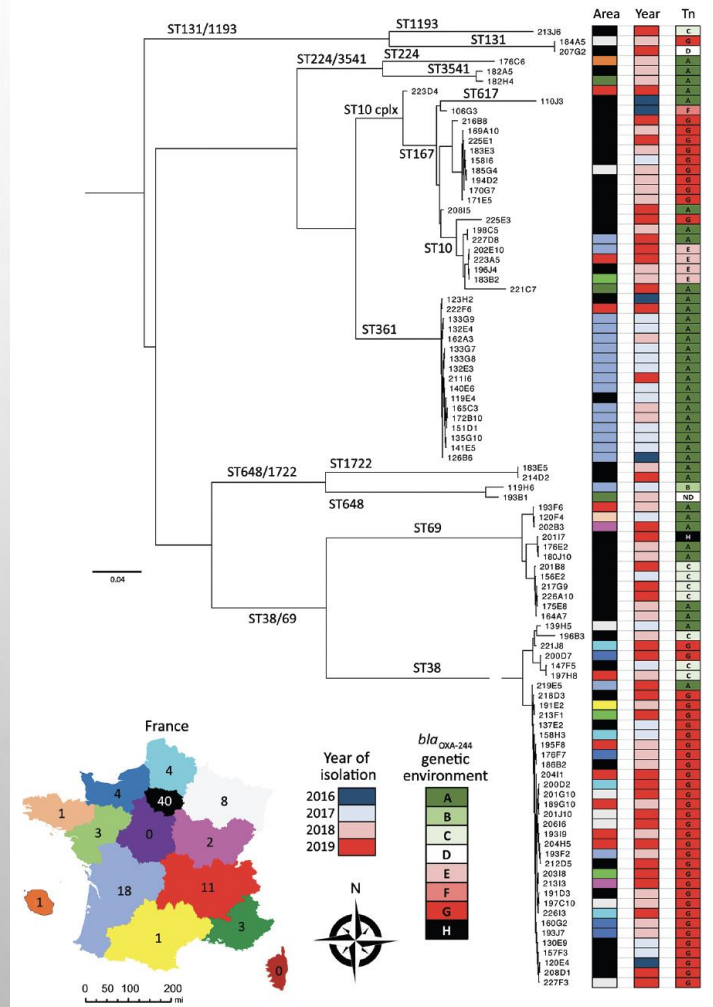 Area Year Tn
ST1193
213J6 C
ST131/1193
ST131
184A5 G
207G2 D
ST224/3541
ST224
176C6 A
ST3541
182A5 A
182H4 A
223D4 A
ST617
110J3 A
ST10 cplx
106G3 F
216B8 G
169A10 G
225E1 G
183E3 G
ST167
158I6 G
185G4 G
194D2 G
170G7 G
171E5 G
208I5 A
225E3 G
198C5 A
227D8 A
ST10
202E10 E
223A5 E
196J4 E
183B2 E
221C7 A
123H2 A
222F6 A
133G9 A
ST361
132E4 A
162A3 A
133G7 A
133G8 A
132E3 A
211I6 A
140E6 A
119E4 A
165C3 A
172B10 A
151D1 A
135G10 A
141E5 A
126B6 A
ST648/1722
ST1722
183E5 A
214D2 A
119H6 B
193B1 ND
ST648
193F6 A
120F4 A
202B3 A
ST69
201I7 H
176E2 A
180J10 A
201B8 C
156E2 C
217G9 C
226A10 C
175E8 A
164A7 A
0.04
ST38/69
139H5 A
196B3 C
221J8 G
200D7 G
147F5 C
ST38
197H8 C
219E5 A
218D3 G
191E2 G
213F1 G
137E2 G
158H3 G
195F8 G
176F7 G
186B2 G
204I1 G
200D2 G
201G10 G
189G10 G
201J10 G
206I6 G
193I9 G
204H5 G
193F2 G
212D5 G
203I8 G
213I3 G
191D3 G
197C10 G
226I3 G
160G2 G
193J7 G
130E9 G
157F3 G
120E4 G
208D1 G
227F3 G
France
4
4
40
8
1
3
0
2
18
11
1
1
3
0
0 50 100 150 200
mi
Year of
isolation
2016
2017
2018
2019
N
blaOXA-244
genetic
environment
A
B
C
D
E
F
G
H